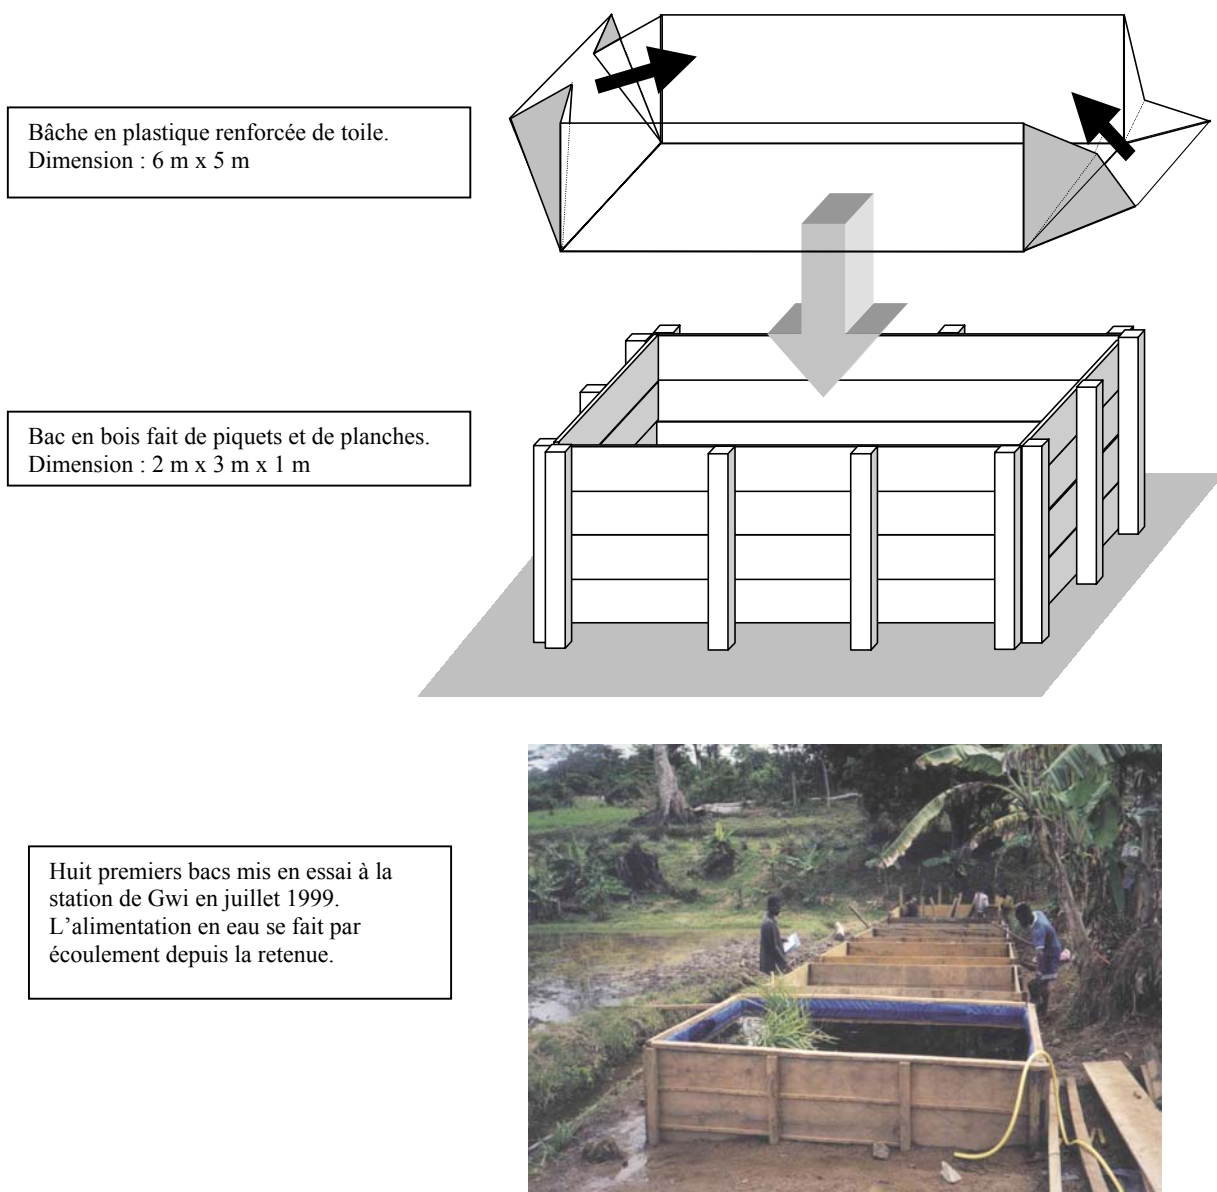 Bâche en plastique renforcée de toile.
Dimension : 6 m x 5 m
Bac en bois fait de piquets et de planches.
Dimension : 2 m x 3 m x 1 m
Huit premiers bacs mis en essai à la
station de Gwi en juillet 1999.
L’alimentation en eau se fait par
écoulement depuis la retenue.